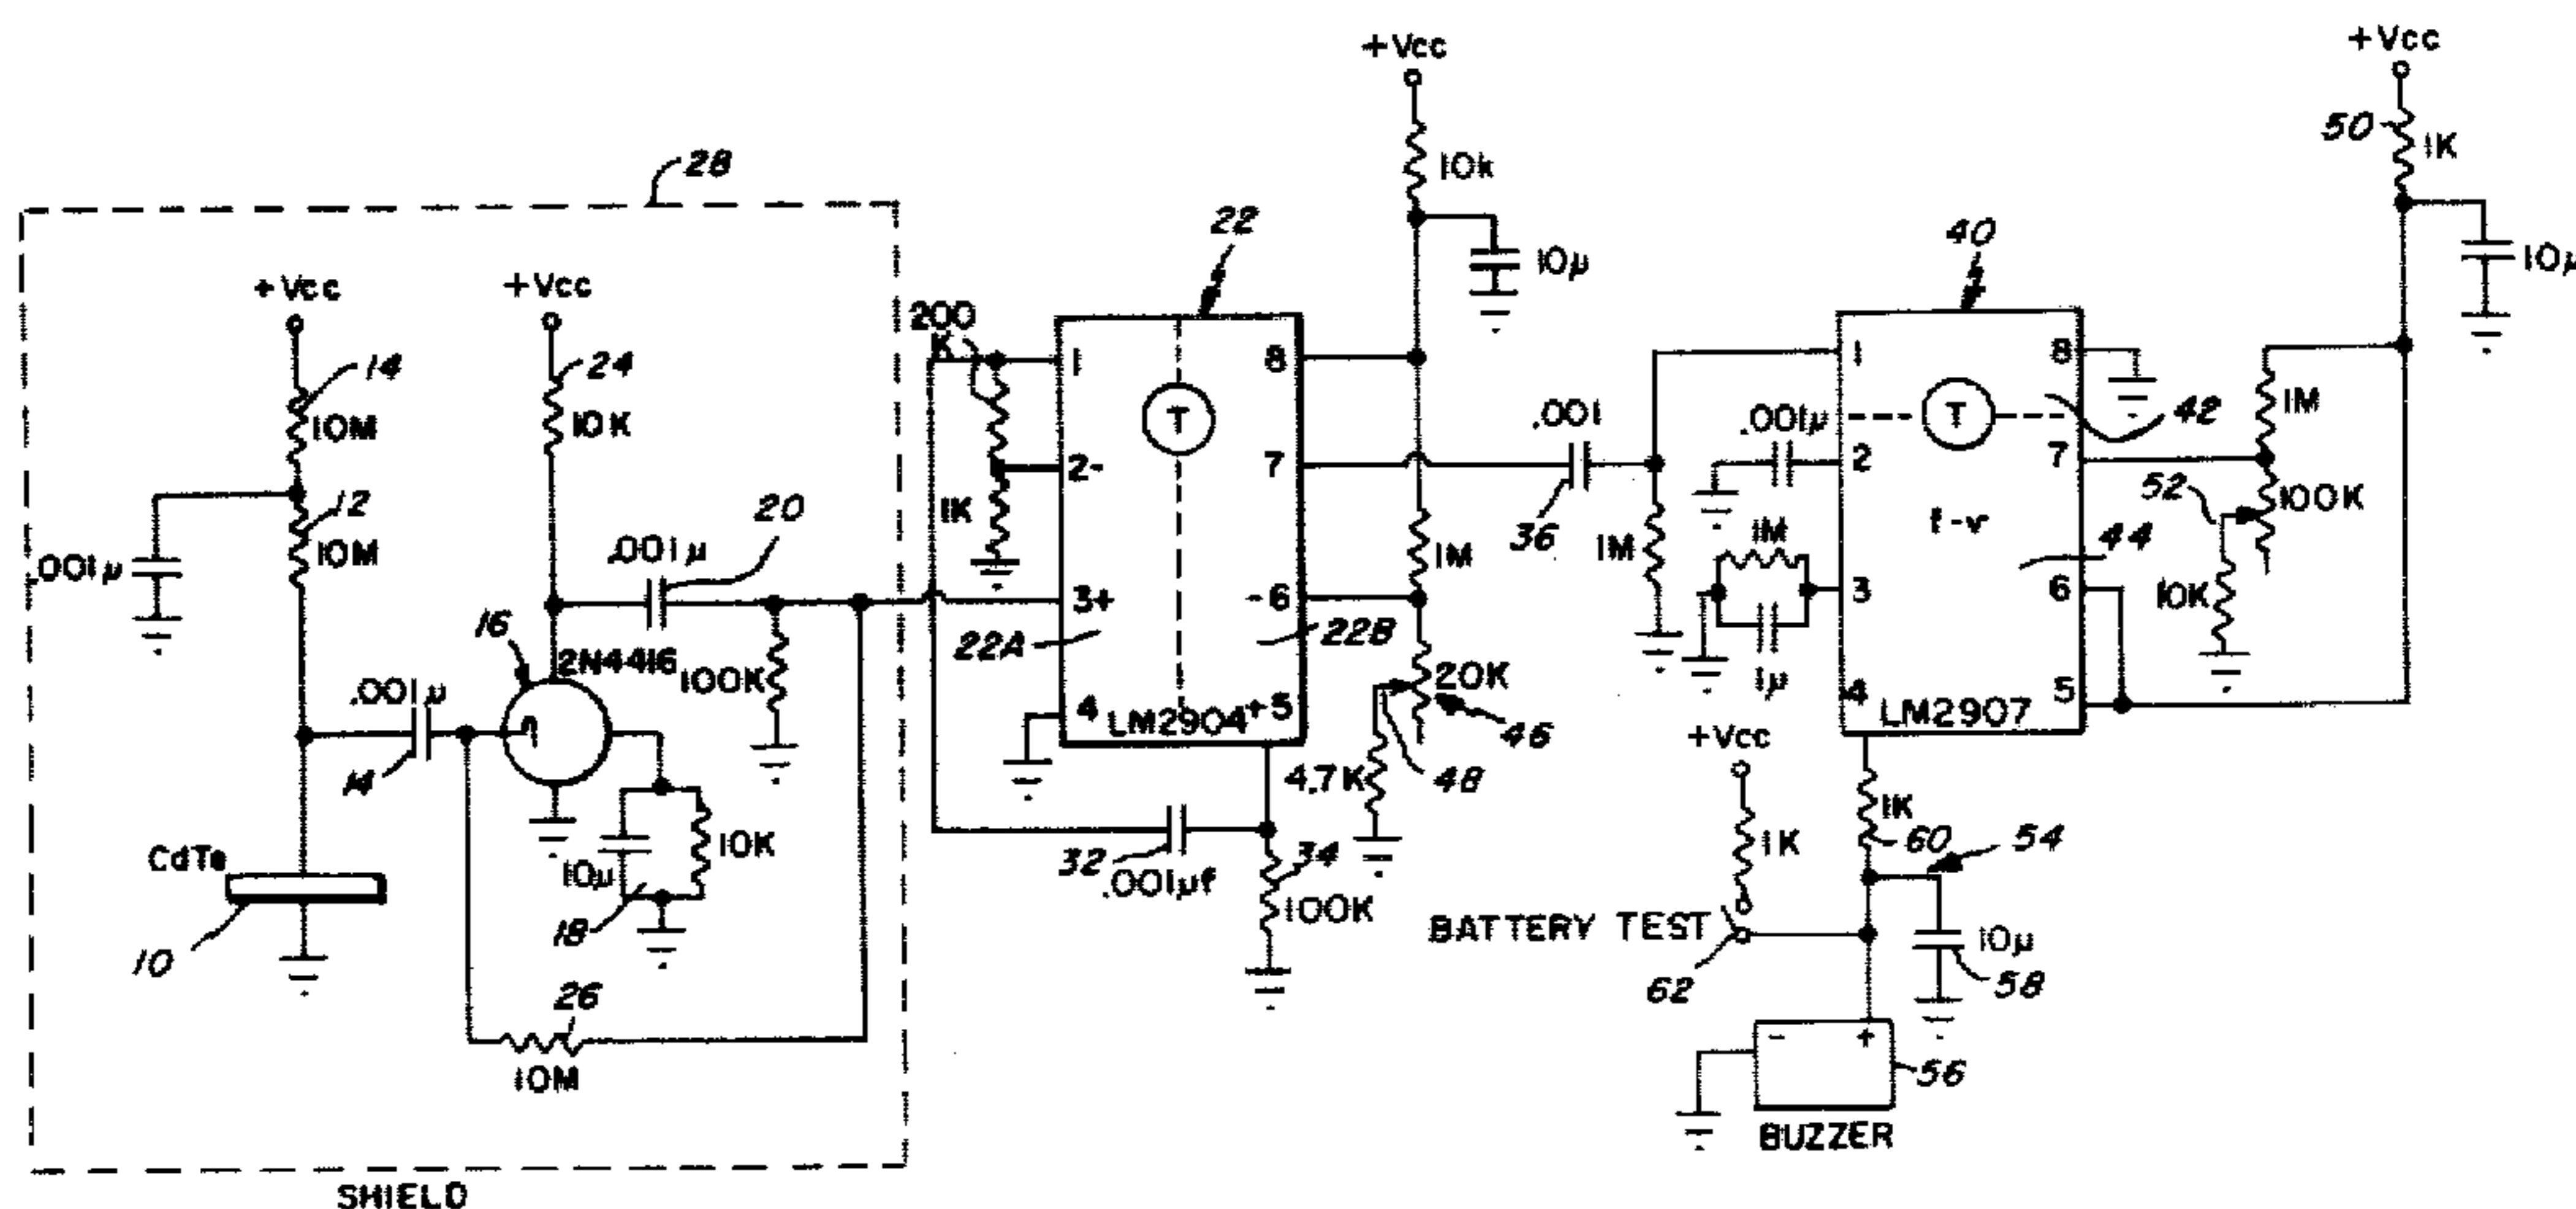 +Vcc
+Vcc
50
1K
10k
28
22
40
10µ
10µ
+Vcc
+Vcc
200
K
1
8
1
8
14
24
1M
10M
10K
T
.001
.001µ
T
42
2-
7
2
7
12
20
1K
52
100K
10M
.001µ
36
1M
f-v
.001µ
1M
1M
44
3+
-6
3
6
10K
16
22A
22B
2N4416
100K
20K
1µ
.001µ
4
LM2904
+5
46
4
LM2907
5
+Vcc
14
4.7K
48
1K
1K
60
54
CdTe
10µ
10K
32
.001µf
34
100K
BATTERY TEST
10µ
18
10
62
58
26
10M
- +
56
BUZZER
SHIELD